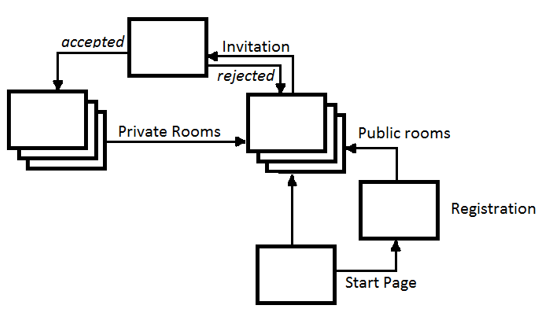 accepted
Invitation
rejected
Private Rooms
Public rooms
Registration
Start Page